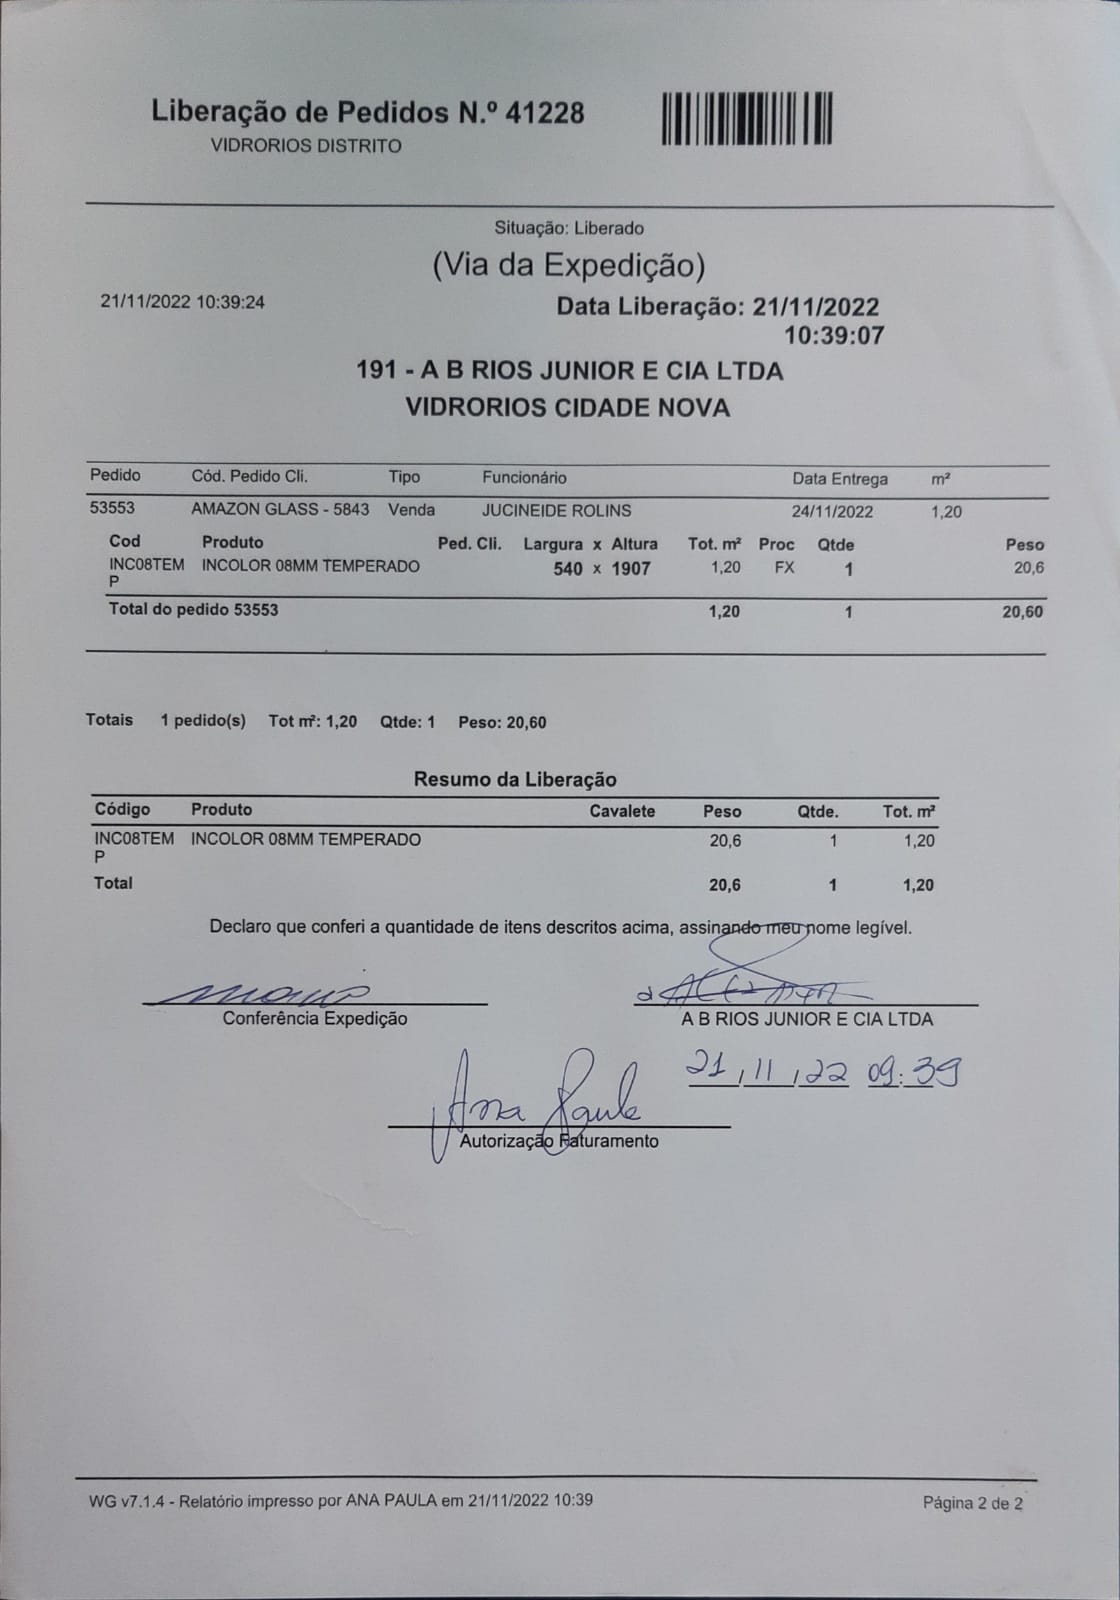 Liberação de Pedidos N.º 41228
VIDRORIOS DISTRITO
Situação: Liberado
(Via da Expedição)
21/11/2022 10:39:24
Data Liberação: 21/11/2022
10:39:07
191 - A B RIOS JUNIOR E CIA LTDA
VIDRORIOS CIDADE NOVA
Pedido Cód. Pedido Cli. Tipo Funcionário Data Entrega m²
53553 AMAZON GLASS - 5843 Venda JUCINEIDE ROLINS 24/11/2022 1,20
Cod Produto Ped. Cli. Largura x Altura Tot. m² Proc Qtde Peso
INC08TEM INCOLOR 08MM TEMPERADO 540 x 1907 1,20 FX 1 20,6
P
Total do pedido 53553 1,20 1 20,60
Totais 1 pedido(s) Tot m²: 1,20 Qtde: 1 Peso: 20,60
Resumo da Liberação
Código Produto Cavalete Peso Qtde. Tot. m²
INC08TEM INCOLOR 08MM TEMPERADO 20,6 1 1,20
P
Total 20,6 1 1,20
Declaro que conferi a quantidade de itens descritos acima, assinando meu nome legível.
Conferência Expedição A B RIOS JUNIOR E CIA LTDA
21/11/22 09:39
Ana Paula
Autorização Faturamento
WG v7.1.4 - Relatório impresso por ANA PAULA em 21/11/2022 10:39 Página 2 de 2